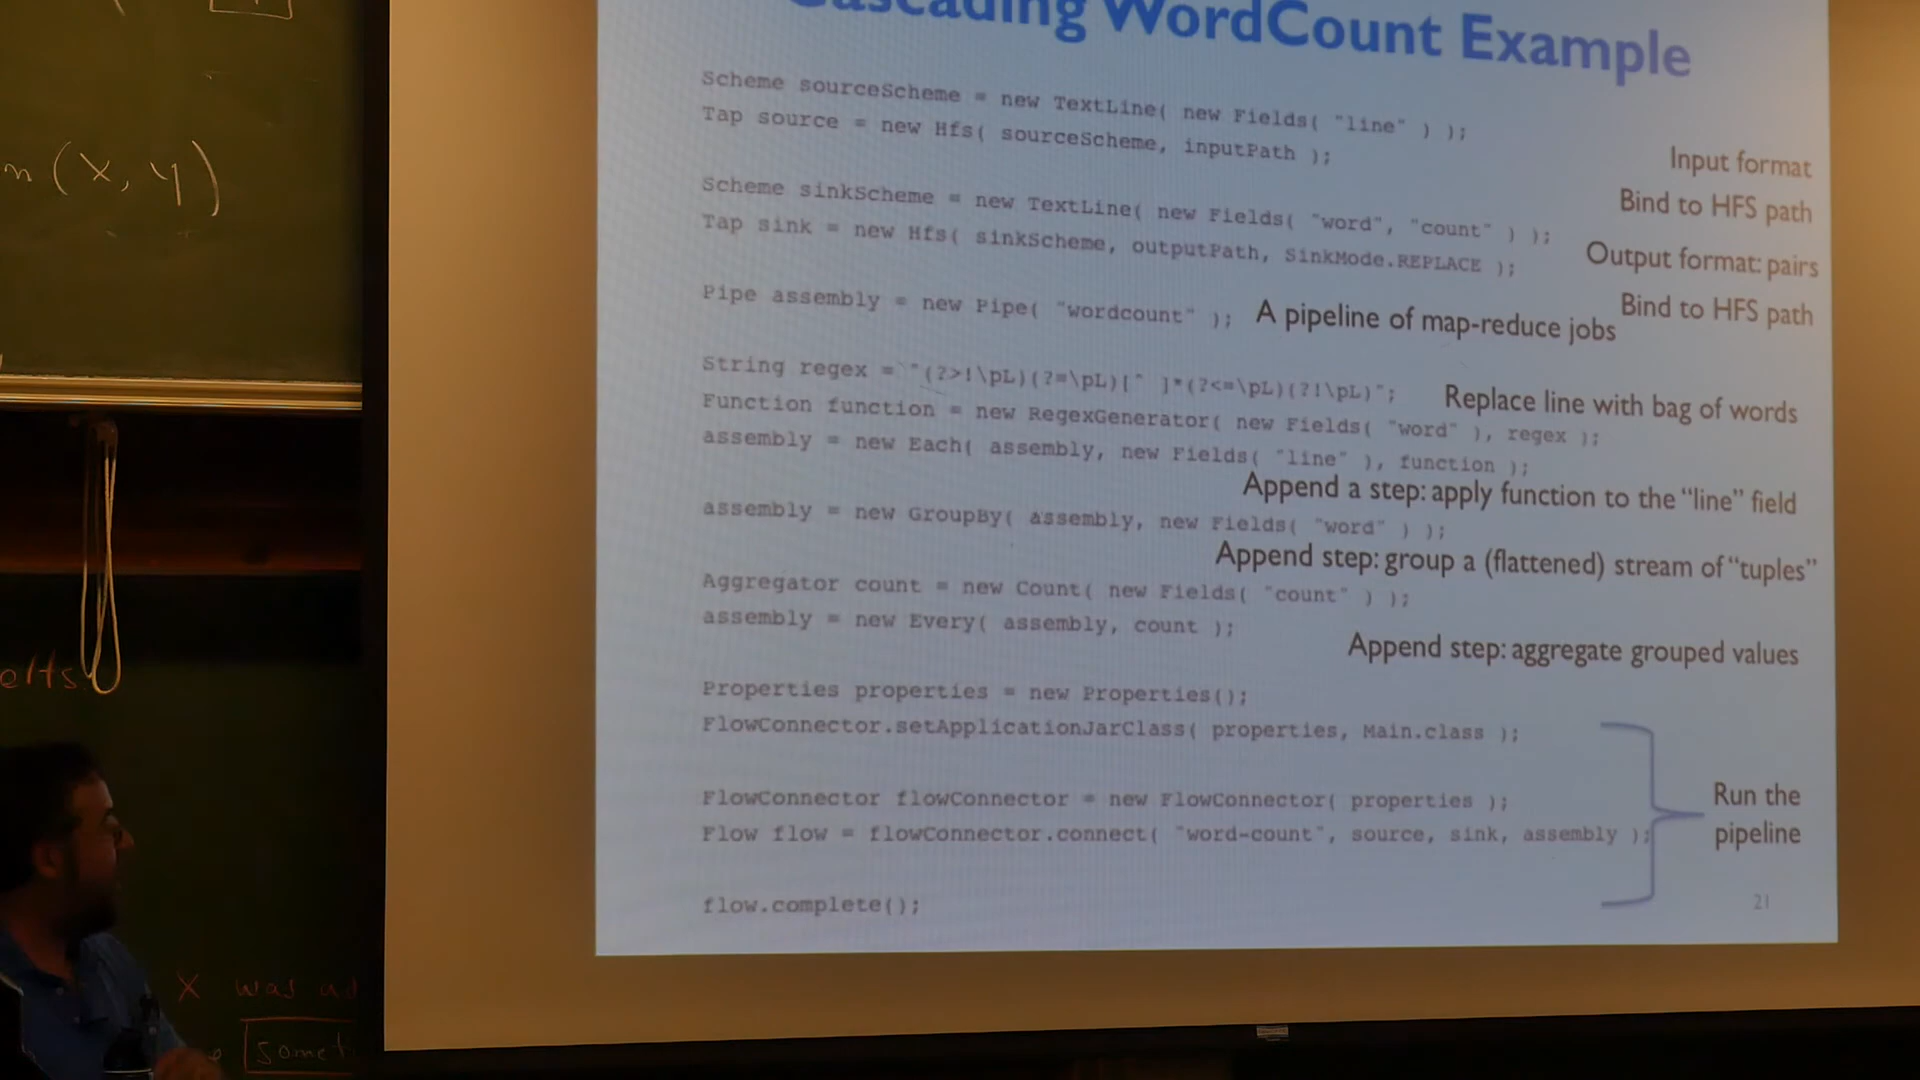 Cascading WordCount Example
Scheme sourceScheme = new TextLine( new Fields( "line" ) );
Tap source = new Hfs( sourceScheme, inputPath );
Input format
Bind to HFS path
Scheme sinkScheme = new TextLine( new Fields( "word", "count" ) );
Tap sink = new Hfs( sinkScheme, outputPath, SinkMode.REPLACE );
Output format: pairs
Bind to HFS path
Pipe assembly = new Pipe( "wordcount" );
A pipeline of map-reduce jobs
String regex = "(?>!\pL)(?=\pL)[^ ]*(?<=\pL)(?!\pL)";
Replace line with bag of words
Function function = new RegexGenerator( new Fields( "word" ), regex );
assembly = new Each( assembly, new Fields( "line" ), function );
Append a step: apply function to the “line” field
assembly = new GroupBy( assembly, new Fields( "word" ) );
Append step: group a (flattened) stream of “tuples”
Aggregator count = new Count( new Fields( "count" ) );
assembly = new Every( assembly, count );
Append step: aggregate grouped values
Properties properties = new Properties();
FlowConnector.setApplicationJarClass( properties, Main.class );
FlowConnector flowConnector = new FlowConnector( properties );
Flow flow = flowConnector.connect( "word-count", source, sink, assembly );
Run the
pipeline
flow.complete();
21
(x, y)
elts
X was